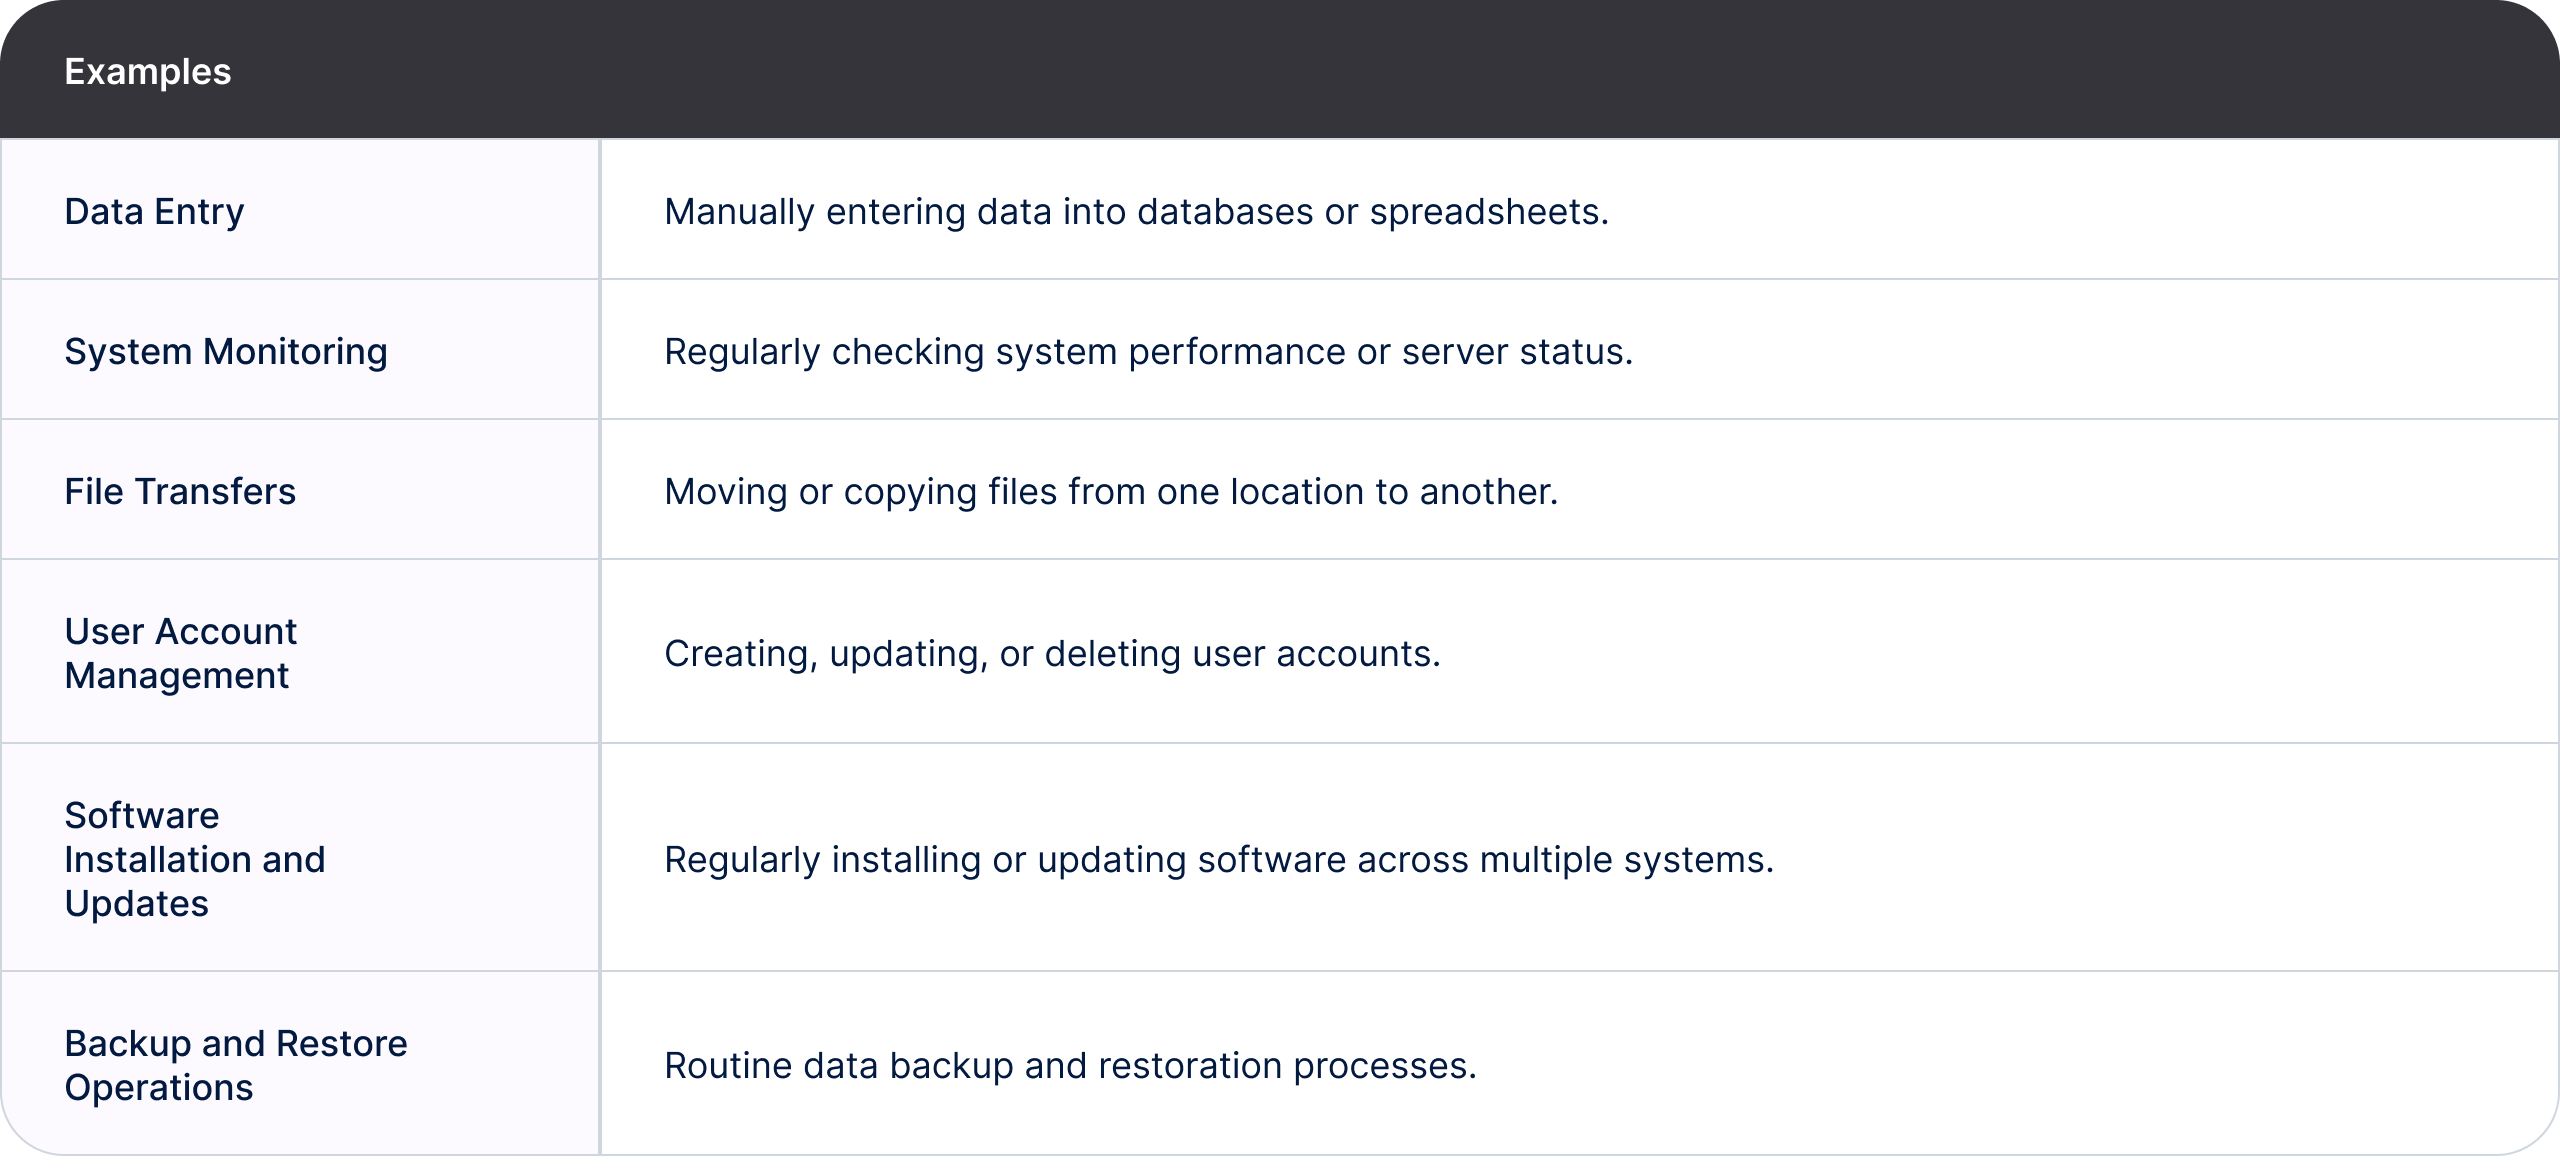 Examples
Data Entry
Manually entering data into databases or spreadsheets.
System Monitoring
Regularly checking system performance or server status.
File Transfers
Moving or copying files from one location to another.
User Account
Management
Creating, updating, or deleting user accounts.
Software
Installation and
Updates
Regularly installing or updating software across multiple systems.
Backup and Restore
Operations
Routine data backup and restoration processes.